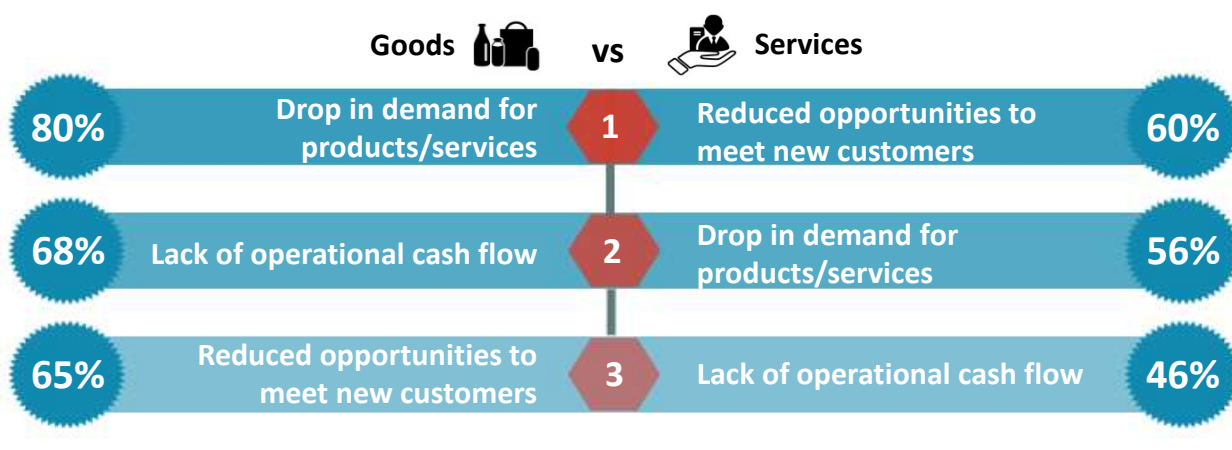 Goods vs Services
80% Drop in demand for
products/services 1 Reduced opportunities to
meet new customers 60%
68% Lack of operational cash flow 2 Drop in demand for
products/services 56%
65% Reduced opportunities to
meet new customers 3 Lack of operational cash flow 46%